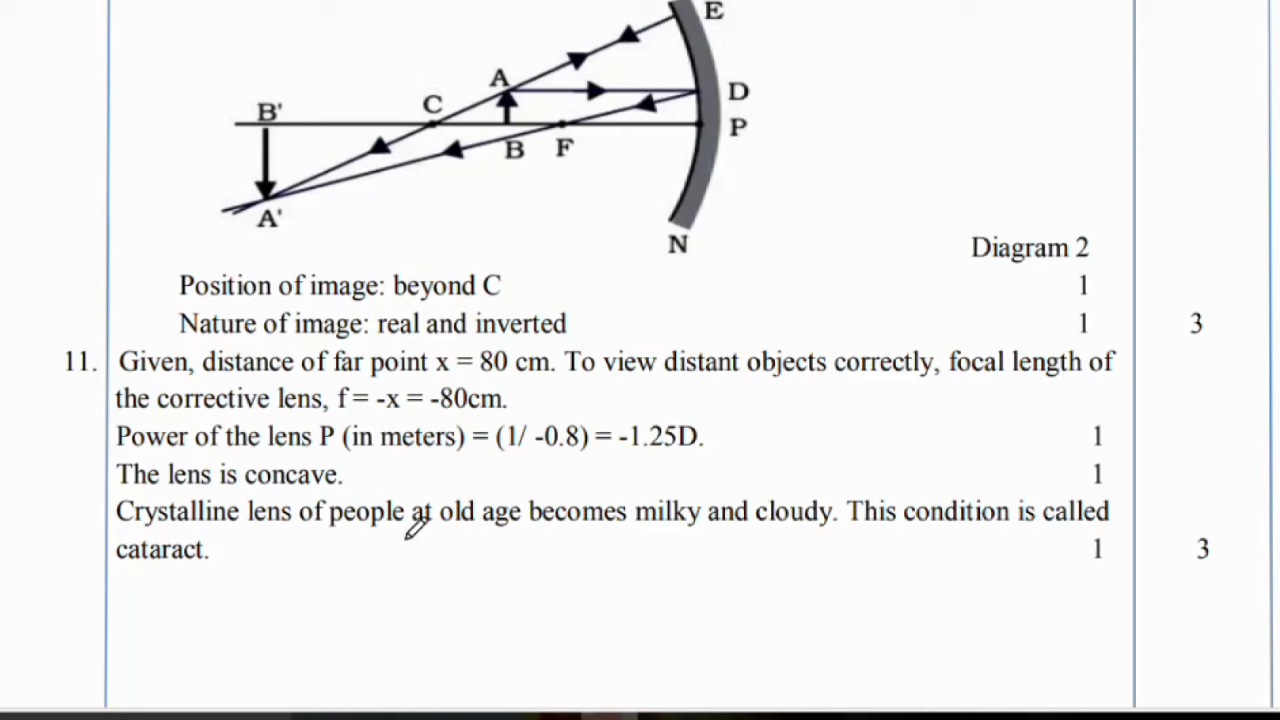 E
A
D
C
B'
P
B F
A'
N
Diagram 2
Position of image: beyond C 1
Nature of image: real and inverted 1 3
11. Given, distance of far point x = 80 cm. To view distant objects correctly, focal length of
the corrective lens, f = -x = -80cm.
Power of the lens P (in meters) = (1/ -0.8) = -1.25D. 1
The lens is concave. 1
Crystalline lens of people at old age becomes milky and cloudy. This condition is called
cataract. 1 3